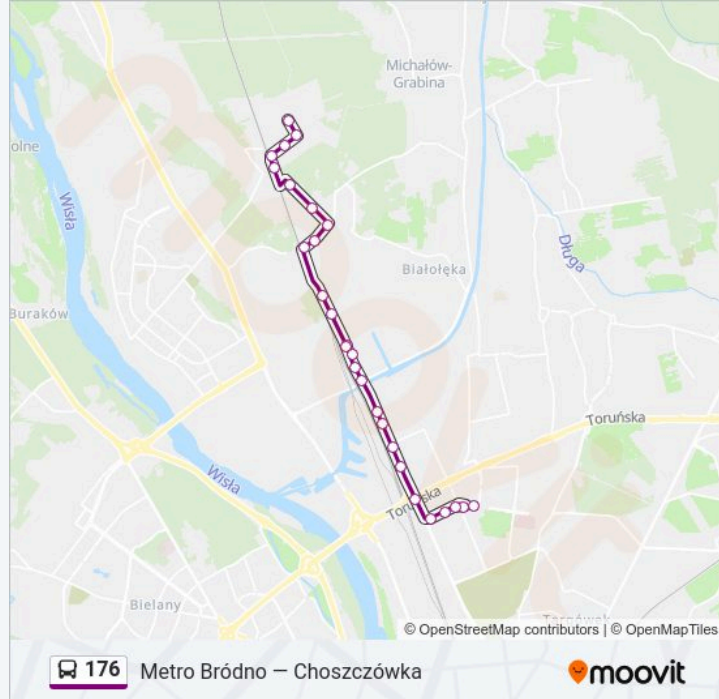 Michałów-
Grabina
olne
Wisła
Długa
Białołęka
Buraków
Toruńska
Wisła
Toruńska
Bielany
Targówek
© OpenStreetMap contributors | © OpenMapTiles
176 Metro Bródno — Choszczówka
moovit